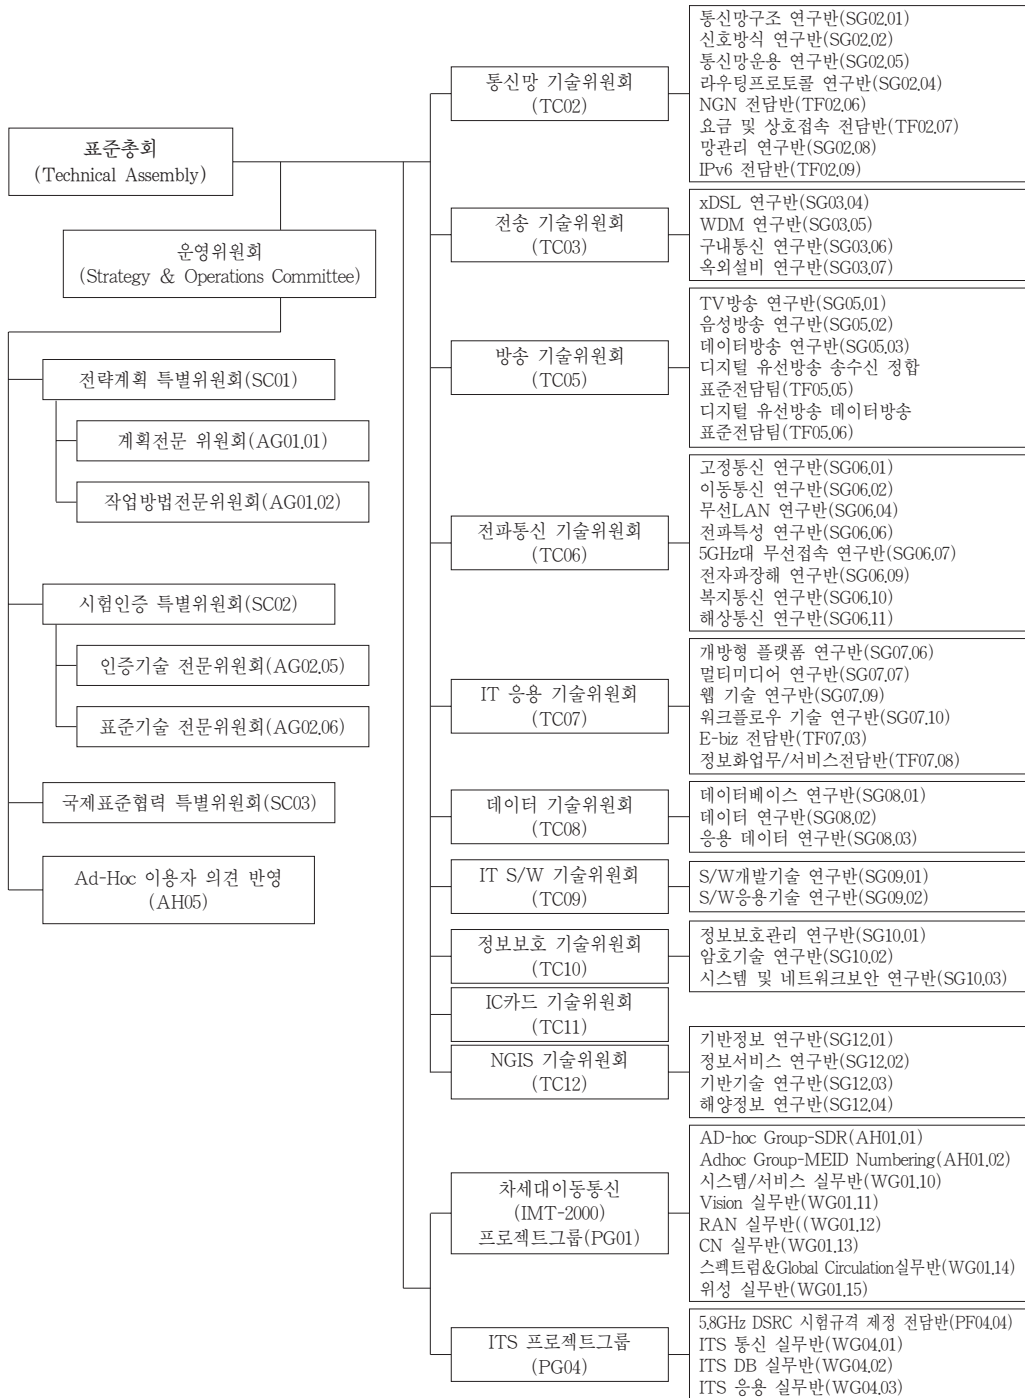 표준총회
(Technical Assembly)
운영위원회
(Strategy & Operations Committee)
전략계획 특별위원회(SC01)
계획전문 위원회(AG01.01)
작업방법전문위원회(AG01.02)
시험인증 특별위원회(SC02)
인증기술 전문위원회(AG02.05)
표준기술 전문위원회(AG02.06)
국제표준협력 특별위원회(SC03)
Ad-Hoc 이용자 의견 반영
(AH05)
통신망 기술위원회
(TC02)
통신망구조 연구반(SG02.01)
신호방식 연구반(SG02.02)
통신망운용 연구반(SG02.05)
라우팅프로토콜 연구반(SG02.04)
NGN 전담반(TF02.06)
요금 및 상호접속 전담반(TF02.07)
망관리 연구반(SG02.08)
IPv6 전담반(TF02.09)
전송 기술위원회
(TC03)
xDSL 연구반(SG03.04)
WDM 연구반(SG03.05)
구내통신 연구반(SG03.06)
옥외설비 연구반(SG03.07)
방송 기술위원회
(TC05)
TV방송 연구반(SG05.01)
음성방송 연구반(SG05.02)
데이터방송 연구반(SG05.03)
디지털 유선방송 송수신 정합
표준전담팀(TF05.05)
디지털 유선방송 데이터방송
표준전담팀(TF05.06)
전파통신 기술위원회
(TC06)
고정통신 연구반(SG06.01)
이동통신 연구반(SG06.02)
무선LAN 연구반(SG06.04)
전파특성 연구반(SG06.06)
5GHz대 무선접속 연구반(SG06.07)
전자파장해 연구반(SG06.09)
복지통신 연구반(SG06.10)
해상통신 연구반(SG06.11)
IT 응용 기술위원회
(TC07)
개방형 플랫폼 연구반(SG07.06)
멀티미디어 연구반(SG07.07)
웹 기술 연구반(SG07.09)
워크플로우 기술 연구반(SG07.10)
E-biz 전담반(TF07.03)
정보화업무/서비스전담반(TF07.08)
데이터 기술위원회
(TC08)
데이터베이스 연구반(SG08.01)
데이터 연구반(SG08.02)
응용 데이터 연구반(SG08.03)
IT S/W 기술위원회
(TC09)
S/W개발기술 연구반(SG09.01)
S/W응용기술 연구반(SG09.02)
정보보호 기술위원회
(TC10)
정보보호관리 연구반(SG10.01)
암호기술 연구반(SG10.02)
시스템 및 네트워크보안 연구반(SG10.03)
IC카드 기술위원회
(TC11)
NGIS 기술위원회
(TC12)
기반정보 연구반(SG12.01)
정보서비스 연구반(SG12.02)
기반기술 연구반(SG12.03)
해양정보 연구반(SG12.04)
차세대이동통신
(IMT-2000)
프로젝트그룹(PG01)
AD-hoc Group-SDR(AH01.01)
Adhoc Group-MEID Numbering(AH01.02)
시스템/서비스 실무반(WG01.10)
Vision 실무반(WG01.11)
RAN 실무반((WG01.12)
CN 실무반(WG01.13)
스펙트럼&Global Circulation실무반(WG01.14)
위성 실무반(WG01.15)
ITS 프로젝트그룹
(PG04)
5.8GHz DSRC 시험규격 제정 전담반(PF04.04)
ITS 통신 실무반(WG04.01)
ITS DB 실무반(WG04.02)
ITS 응용 실무반(WG04.03)